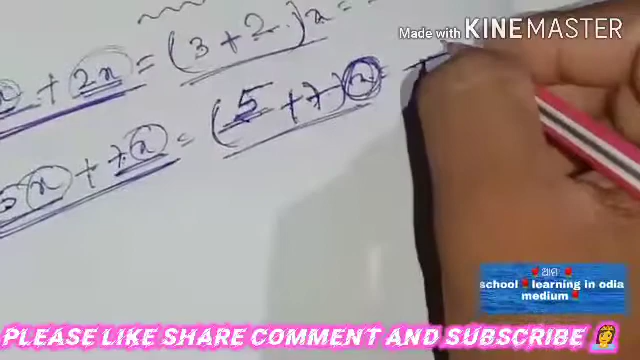 Made with KINEMASTER
x + 2x = (3 + 2)x =
5x + 7x = (5 + 7)x =
ଆମ
school learning in odia
medium
PLEASE LIKE SHARE COMMENT AND SUBSCRIBE